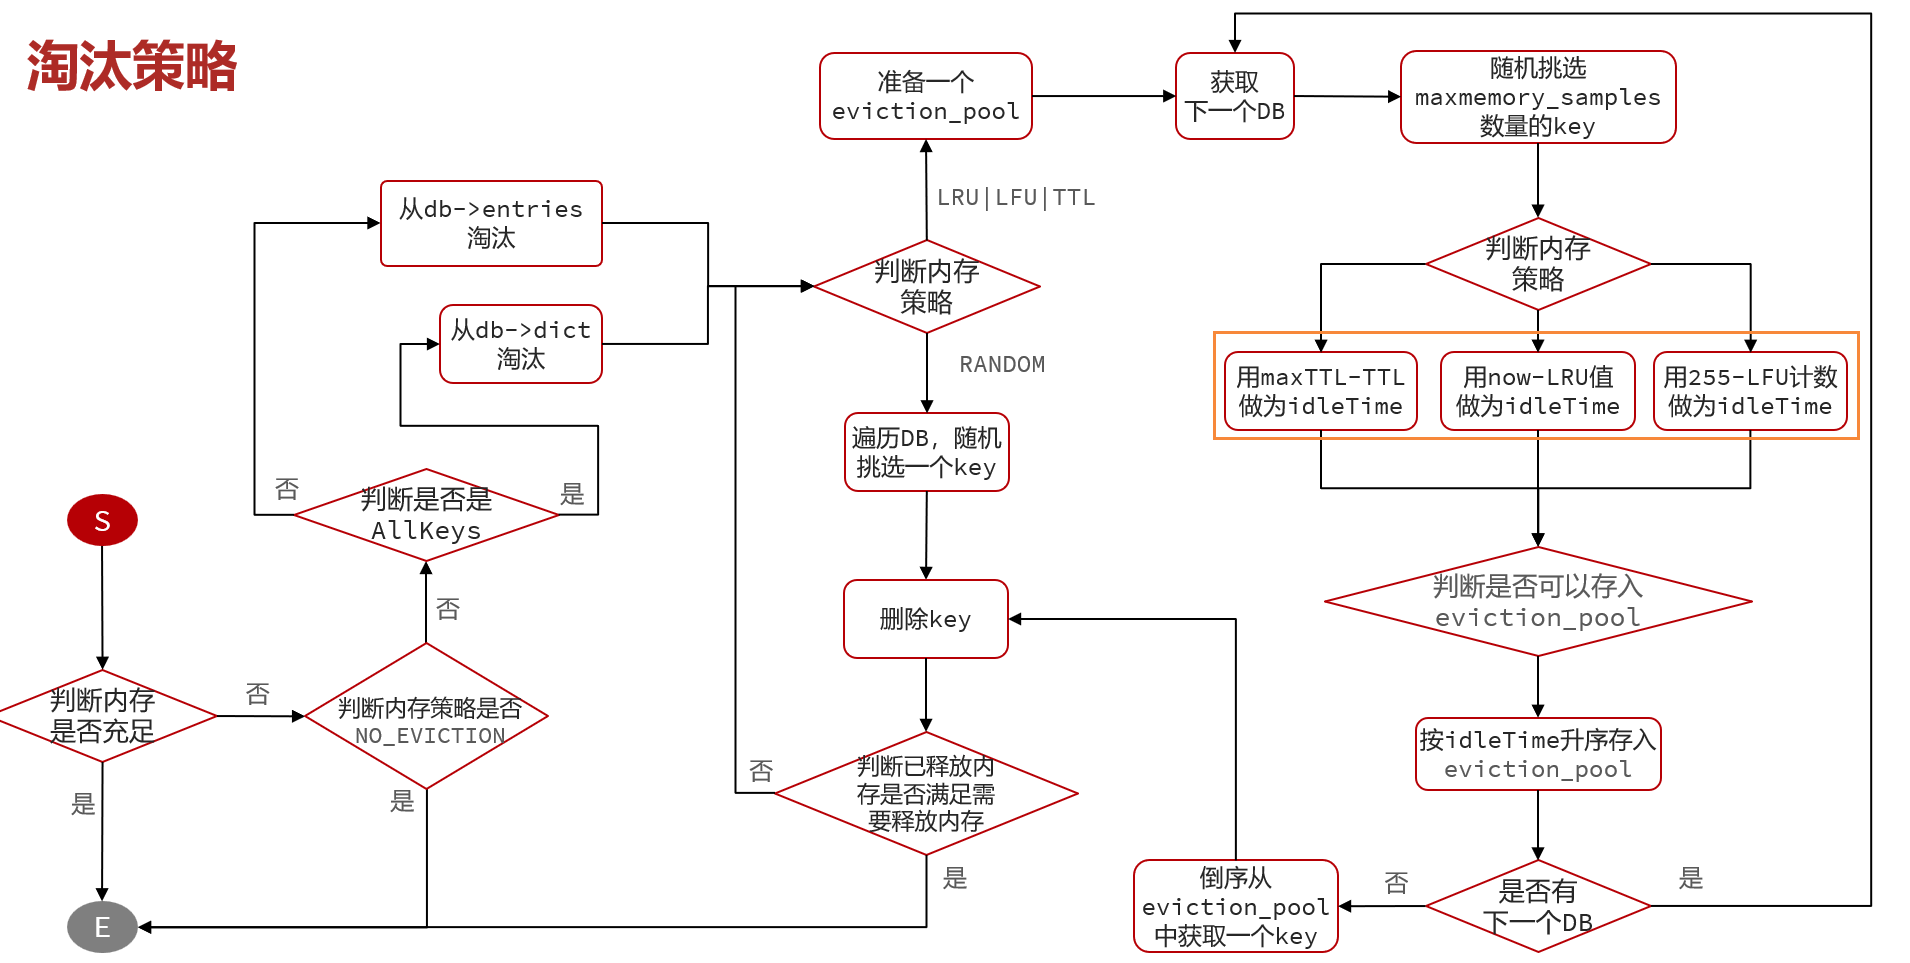 淘汰策略
准备一个
eviction_pool
获取
下一个DB
随机挑选
maxmemory_samples
数量的key
从db->entries
淘汰
LRU|LFU|TTL
判断内存
策略
判断内存
策略
从db->dict
淘汰
RANDOM
用maxTTL-TTL
做为idleTime
用now-LRU值
做为idleTime
用255-LFU计数
做为idleTime
遍历DB，随机
挑选一个key
否
判断是否是
AllKeys
是
S
否
判断是否可以存入
eviction_pool
删除key
判断内存
是否充足
否
判断内存策略是否
NO_EVICTION
按idleTime升序存入
eviction_pool
是
是
否
判断已释放内
存是否满足需
要释放内存
是
倒序从
eviction_pool
中获取一个key
否
是否有
下一个DB
是
E